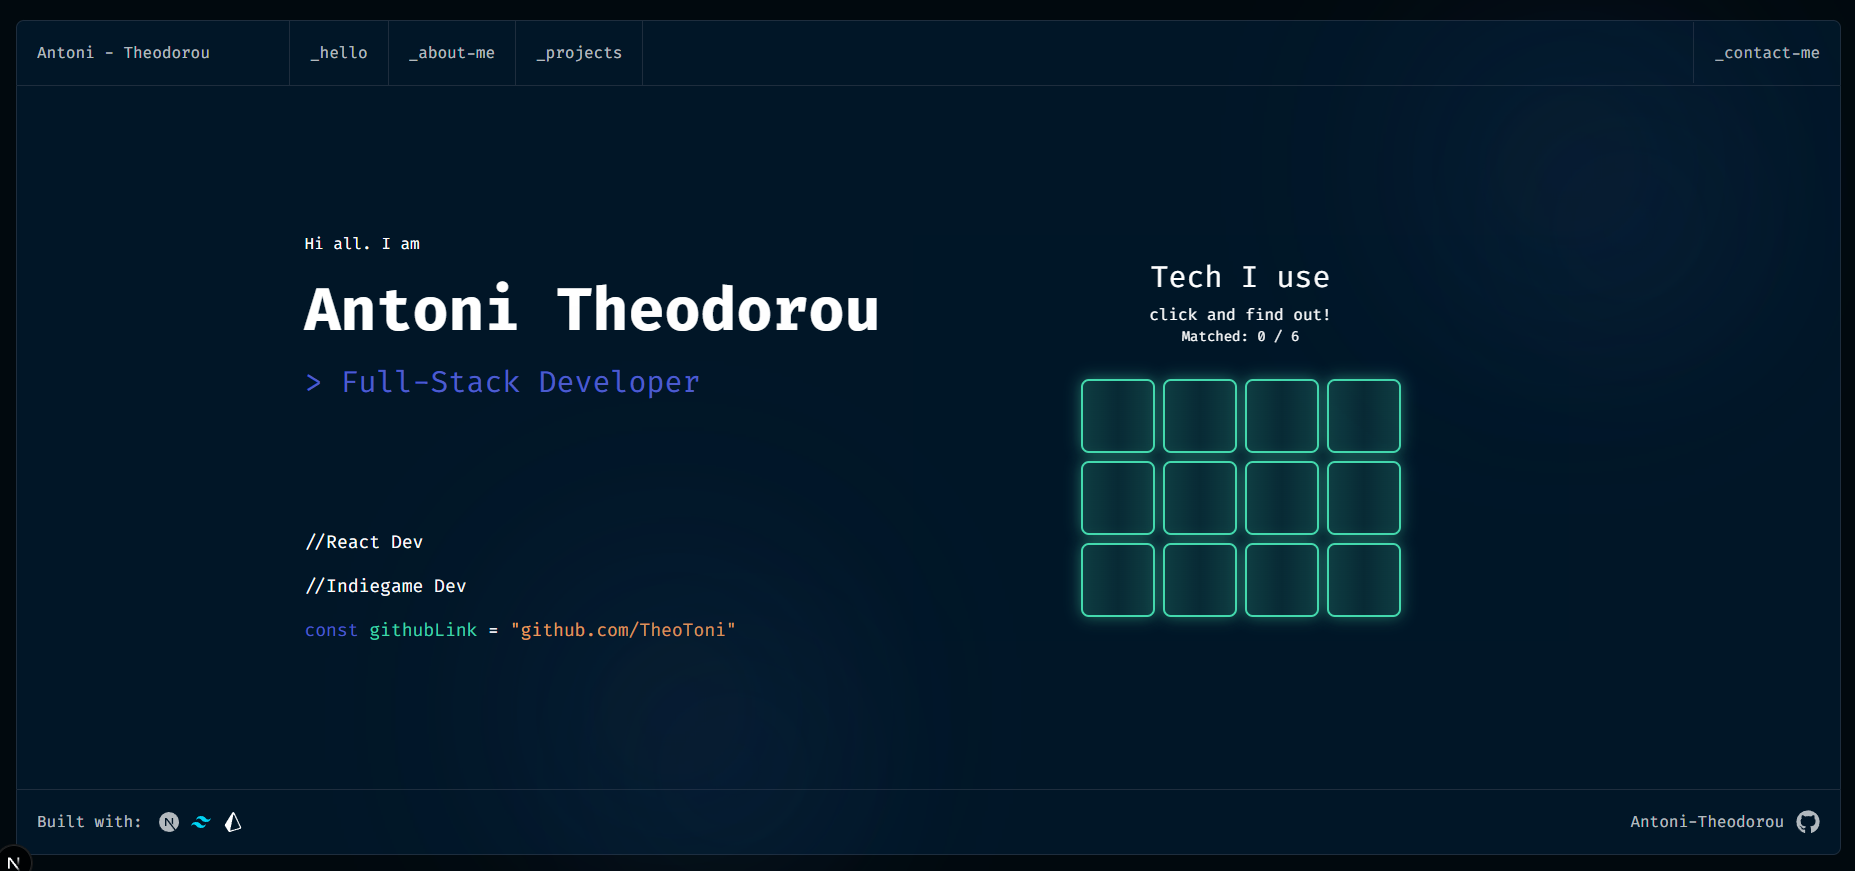 Antoni - Theodorou
_hello
_about-me
_projects
_contact-me
Hi all. I am
Antoni Theodorou
> Full-Stack Developer
//React Dev
//Indiegame Dev
const githubLink = "github.com/TheoToni"
Tech I use
click and find out!
Matched: 0 / 6
Built with:
N
Antoni-Theodorou
N